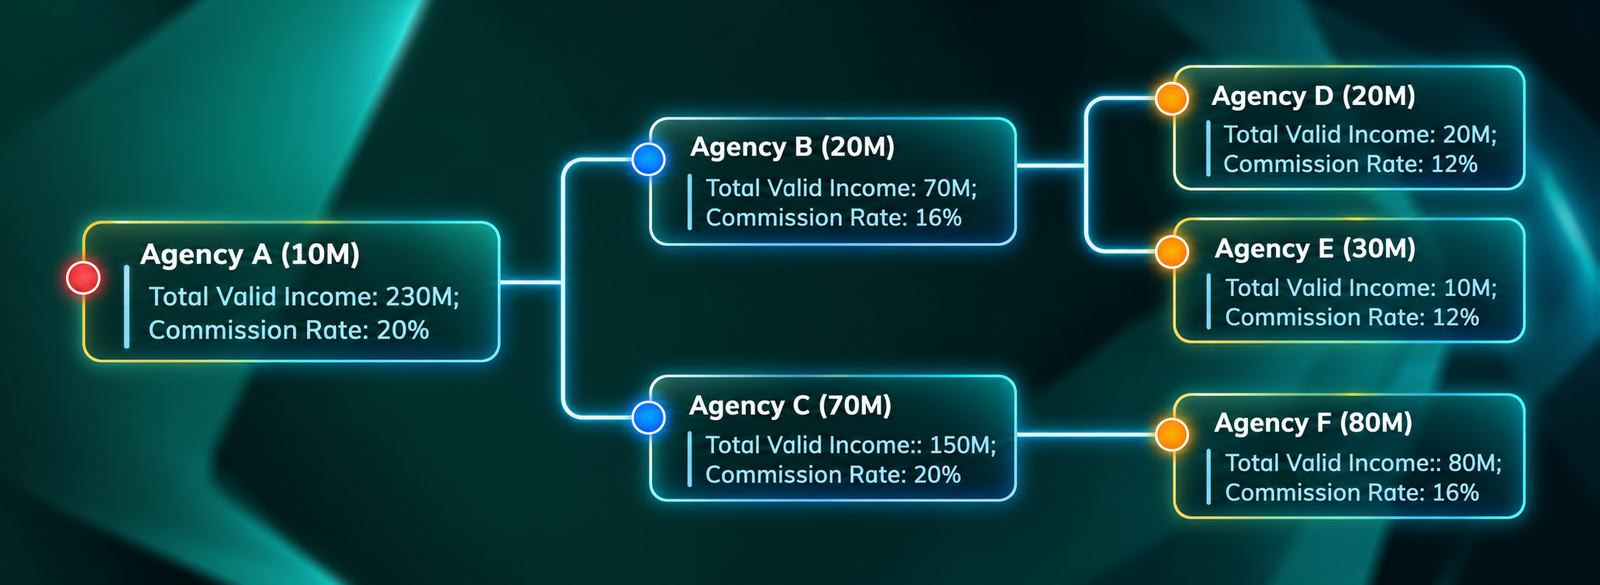 Agency A (10M)
Total Valid Income: 230M;
Commission Rate: 20%
Agency B (20M)
Total Valid Income: 70M;
Commission Rate: 16%
Agency C (70M)
Total Valid Income:: 150M;
Commission Rate: 20%
Agency D (20M)
Total Valid Income: 20M;
Commission Rate: 12%
Agency E (30M)
Total Valid Income: 10M;
Commission Rate: 12%
Agency F (80M)
Total Valid Income:: 80M;
Commission Rate: 16%